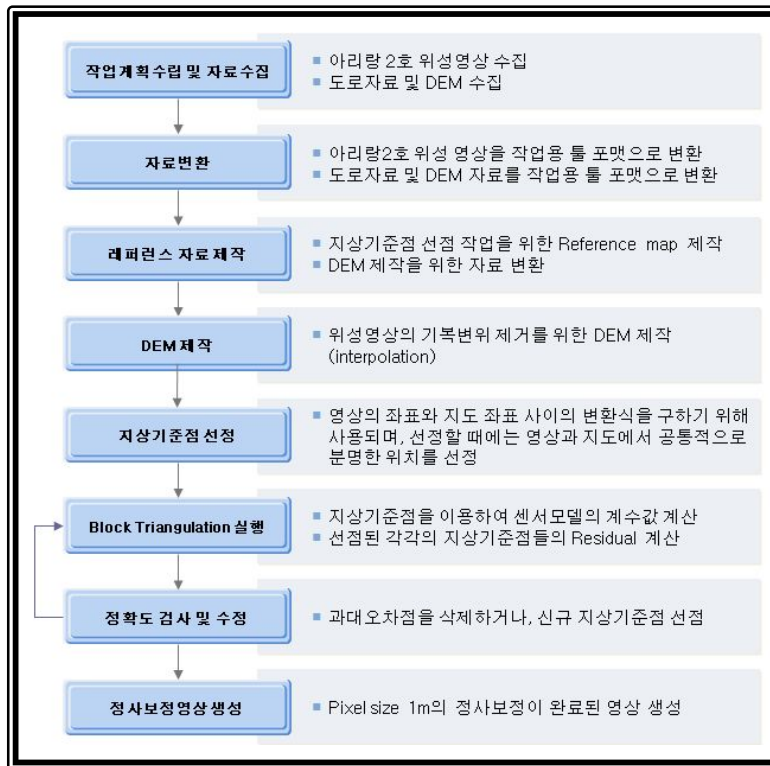 작업계획수립 및 자료수집
■ 아리랑 2호 위성영상 수집
■ 도로자료 및 DEM 수집
자료변환
■ 아리랑2호 위성 영상을 작업용 툴 포맷으로 변환
■ 도로자료 및 DEM 자료를 작업용 툴 포맷으로 변환
레퍼런스 자료 제작
■ 지상기준점 선점 작업을 위한 Reference map 제작
■ DEM 제작을 위한 자료 변환
DEM 제작
■ 위성영상의 기복변위 제거를 위한 DEM 제작
(interpolation)
지상기준점 선정
■ 영상의 좌표와 지도 좌표 사이의 변환식을 구하기 위해
사용되며, 선정할 때에는 영상과 지도에서 공통적으로
분명한 위치를 선정
Block Triangulation 실행
■ 지상기준점을 이용하여 센서모델의 계수값 계산
■ 선점된 각각의 지상기준점들의 Residual 계산
정확도 검사 및 수정
■ 과대오차점을 삭제하거나, 신규 지상기준점 선점
정사보정영상 생성
■ Pixel size 1m의 정사보정이 완료된 영상 생성